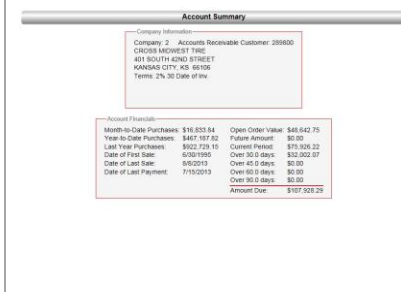 Account Summary
Company Information
Company: 2 Accounts Receivable Customer: 289800
CROSS MIDWEST TIRE
401 SOUTH 42ND STREET
KANSAS CITY, KS 66106
Terms: 2% 30 Date of Inv.
Account Financials
Month-to-Date Purchases: $16,833.84 Open Order Value: $48,642.75
Year-to-Date Purchases: $467,187.82 Future Amount: $0.00
Last Year Purchases: $922,729.15 Current Period: $75,926.22
Date of First Sale: 6/30/1995 Over 30.0 days: $32,002.07
Date of Last Sale: 8/8/2013 Over 45.0 days: $0.00
Date of Last Payment: 7/15/2013 Over 60.0 days: $0.00
Over 90.0 days: $0.00
Amount Due: $107,928.29